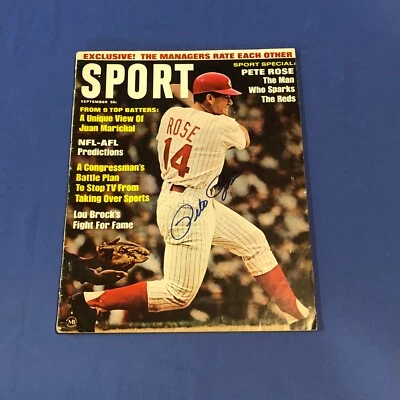 EXCLUSIVE! THE MANAGERS RATE EACH OTHER
SPORT
SEPTEMBER 50¢
SPORT SPECIAL:
PETE ROSE
The Man
Who Sparks
The Reds
FROM 9 TOP BATTERS:
A Unique View Of
Juan Marichal
NFL-AFL
Predictions
A Congressman's
Battle Plan
To Stop TV From
Taking Over Sports
Lou Brock's
Fight For Fame
ROSE
14
Pete Rose
MB